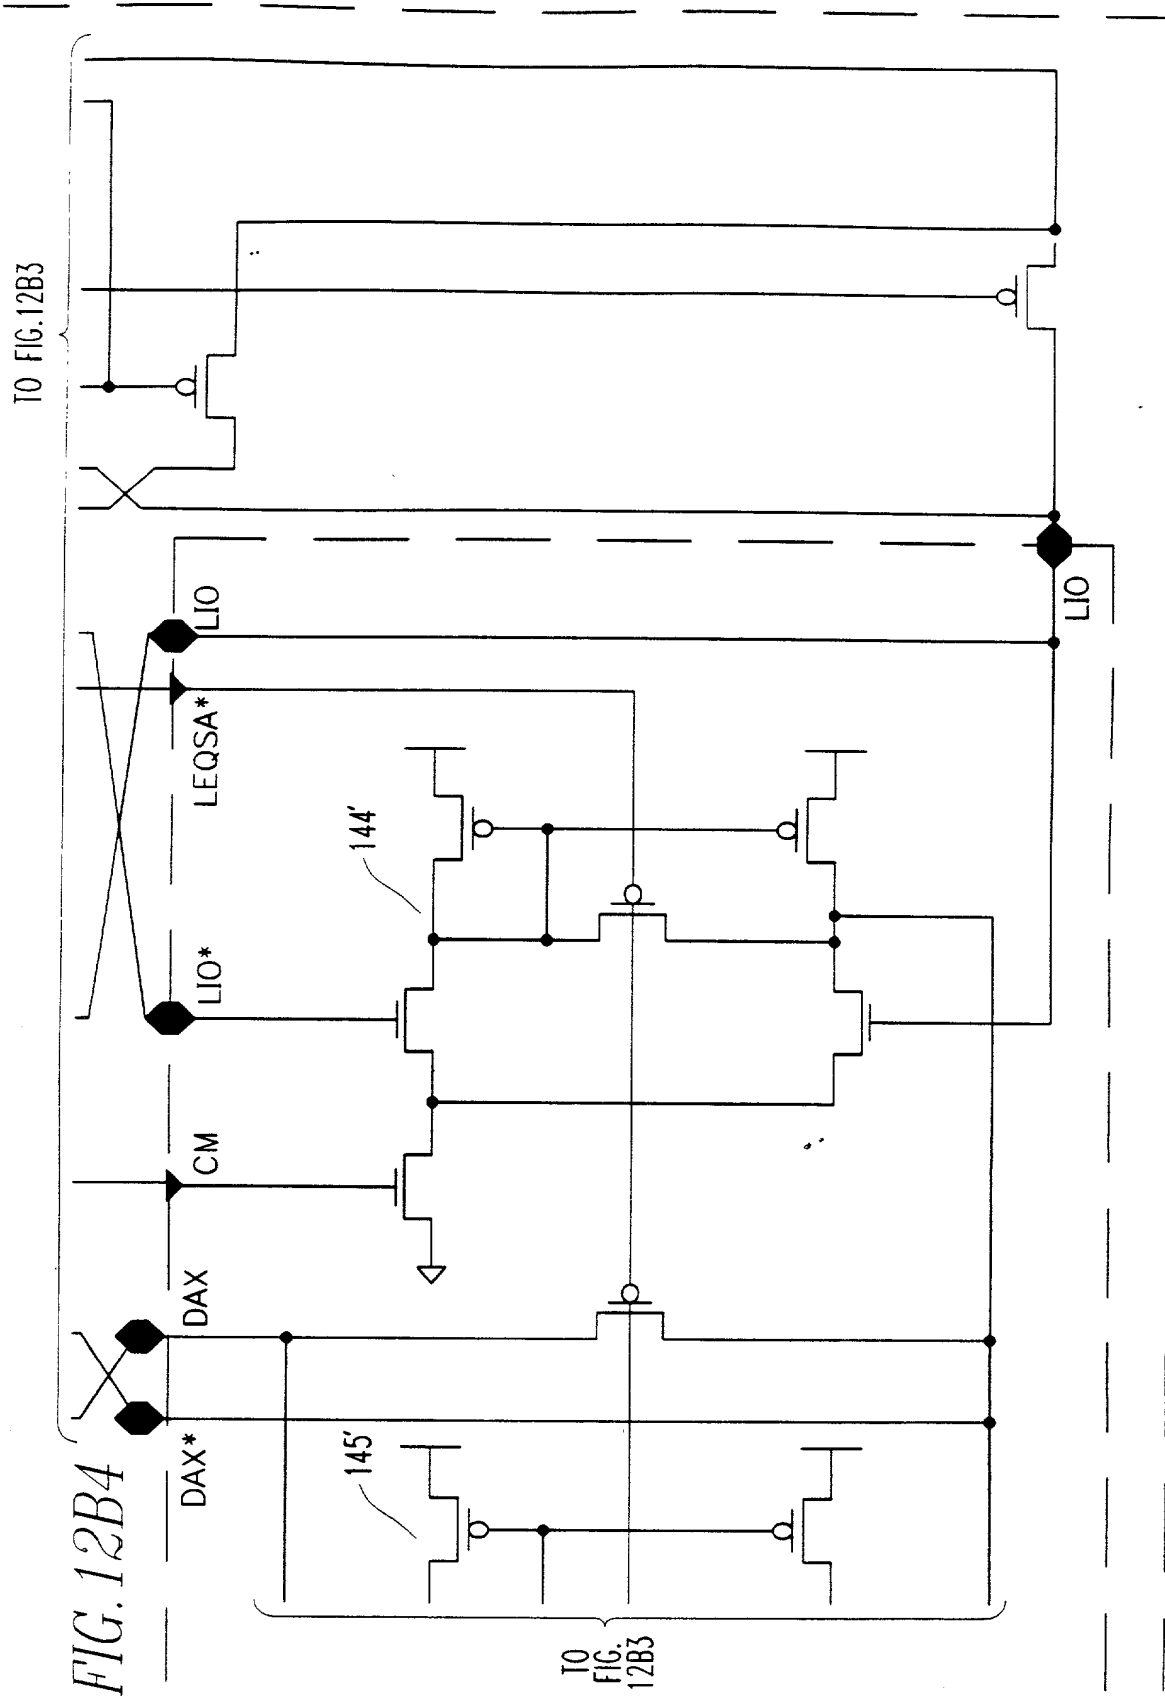 FIG. 12B4
TO FIG.12B3
DAX*
DAX
CM
LIO*
LEQSA*
LIO
145'
144'
LIO
TO
FIG.
12B3